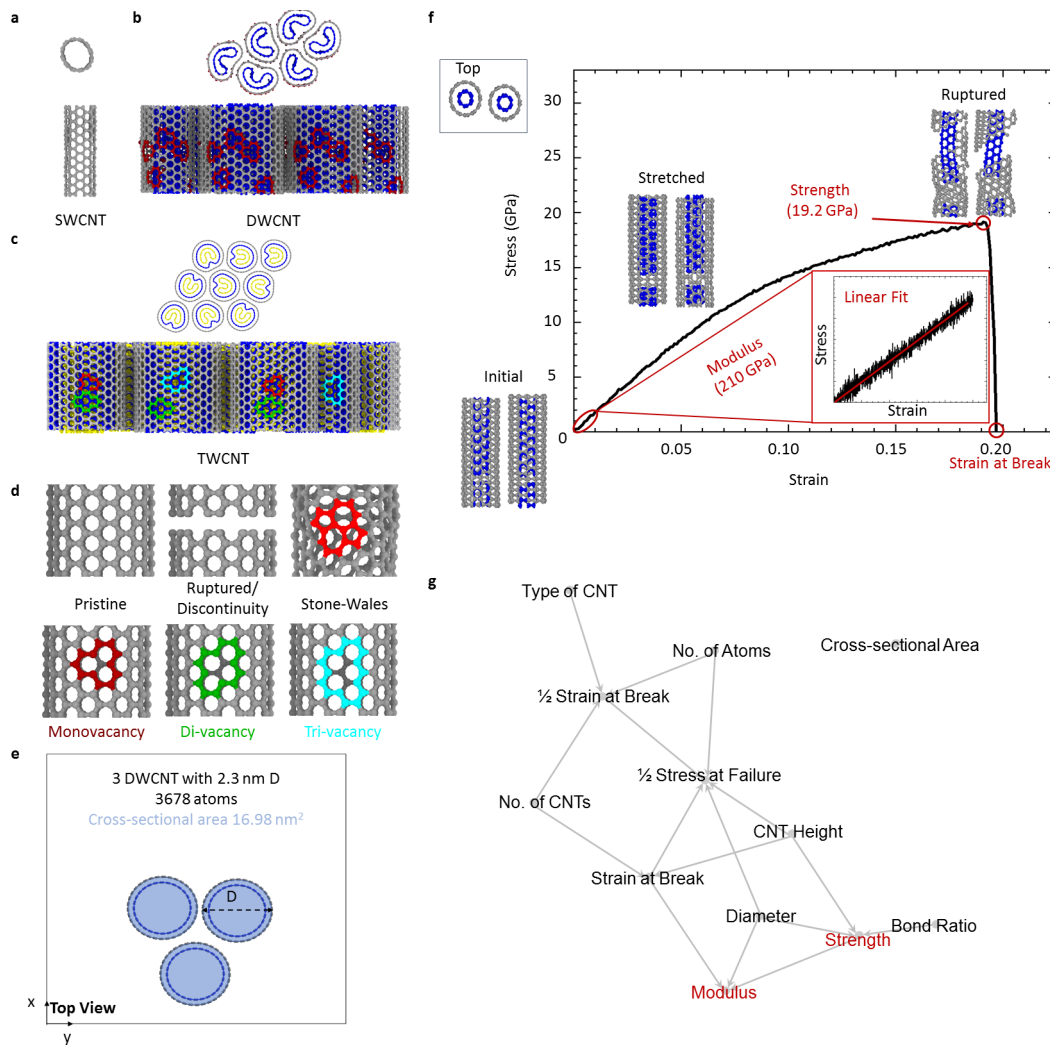 a
SWCNT
b
DWCNT
c
TWCNT
d
Pristine
Ruptured/
Discontinuity
Stone-Wales
Monovacancy
Di-vacancy
Tri-vacancy
e
3 DWCNT with 2.3 nm D
3678 atoms
Cross-sectional area 16.98 nm²
D
x
Top View
y
f
Top
Stress (GPa)
30
25
20
15
10
5
0
0.05
0.10
0.15
0.20
Strain
Initial
Stretched
Ruptured
Strength
(19.2 GPa)
Modulus
(210 GPa)
Linear Fit
Stress
Strain
Strain at Break
g
Type of CNT
No. of Atoms
Cross-sectional Area
½ Strain at Break
½ Stress at Failure
No. of CNTs
CNT Height
Strain at Break
Diameter
Bond Ratio
Strength
Modulus